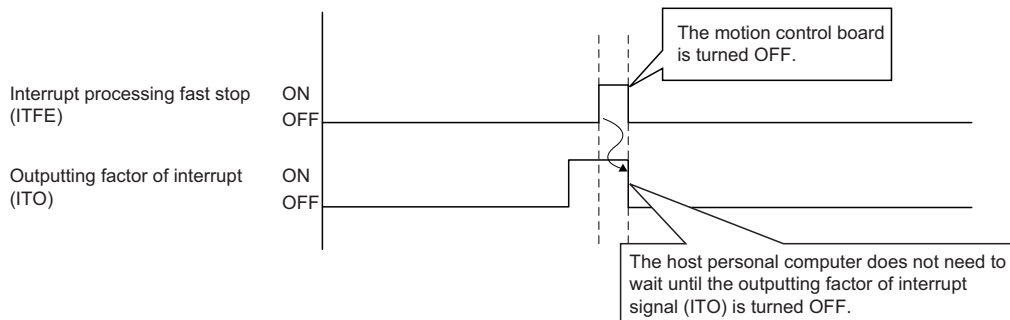 The motion control board
is turned OFF.
Interrupt processing fast stop
(ITFE)
ON
OFF
Outputting factor of interrupt
(ITO)
ON
OFF
The host personal computer does not need to
wait until the outputting factor of interrupt
signal (ITO) is turned OFF.